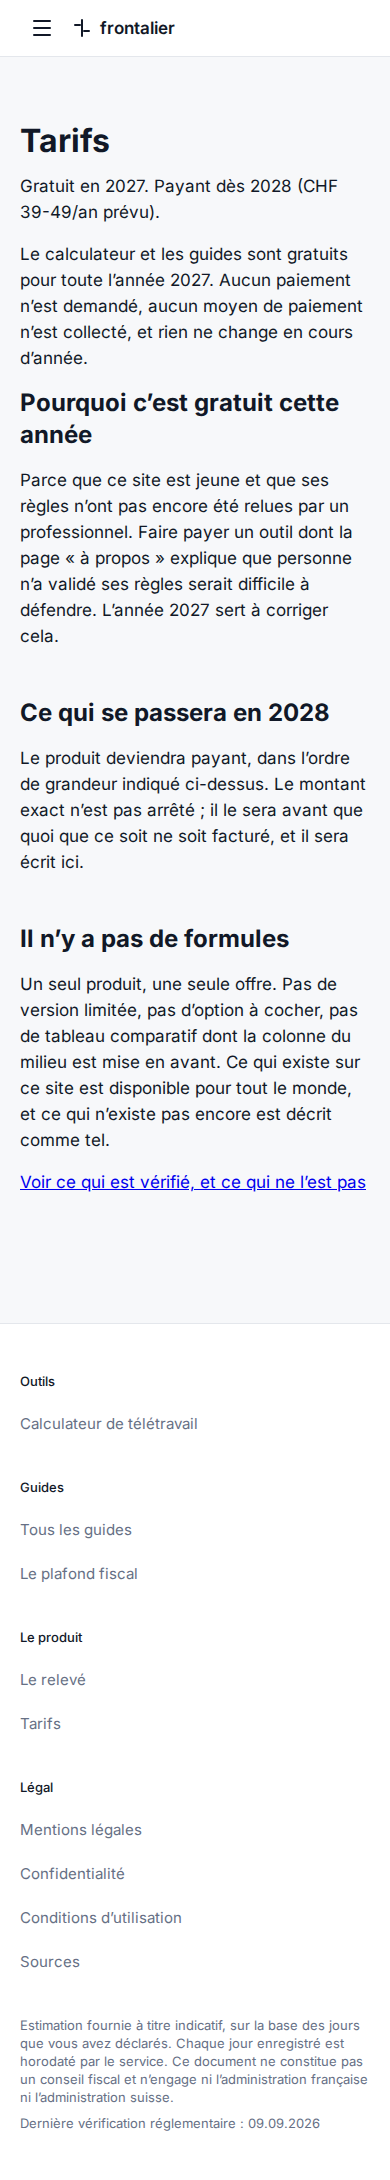 frontalier
Tarifs
Gratuit en 2027. Payant dès 2028 (CHF
39-49/an prévu).
Le calculateur et les guides sont gratuits
pour toute l’année 2027. Aucun paiement
n’est demandé, aucun moyen de paiement
n’est collecté, et rien ne change en cours
d’année.
Pourquoi c’est gratuit cette
année
Parce que ce site est jeune et que ses
règles n’ont pas encore été relues par un
professionnel. Faire payer un outil dont la
page « à propos » explique que personne
n’a validé ses règles serait difficile à
défendre. L’année 2027 sert à corriger
cela.
Ce qui se passera en 2028
Le produit deviendra payant, dans l’ordre
de grandeur indiqué ci-dessus. Le montant
exact n’est pas arrêté ; il le sera avant que
quoi que ce soit ne soit facturé, et il sera
écrit ici.
Il n’y a pas de formules
Un seul produit, une seule offre. Pas de
version limitée, pas d’option à cocher, pas
de tableau comparatif dont la colonne du
milieu est mise en avant. Ce qui existe sur
ce site est disponible pour tout le monde,
et ce qui n’existe pas encore est décrit
comme tel.
Voir ce qui est vérifié, et ce qui ne l’est pas
Outils
Calculateur de télétravail
Guides
Tous les guides
Le plafond fiscal
Le produit
Le relevé
Tarifs
Légal
Mentions légales
Confidentialité
Conditions d’utilisation
Sources
Estimation fournie à titre indicatif, sur la base des jours
que vous avez déclarés. Chaque jour enregistré est
horodaté par le service. Ce document ne constitue pas
un conseil fiscal et n’engage ni l’administration française
ni l’administration suisse.
Dernière vérification réglementaire : 09.09.2026